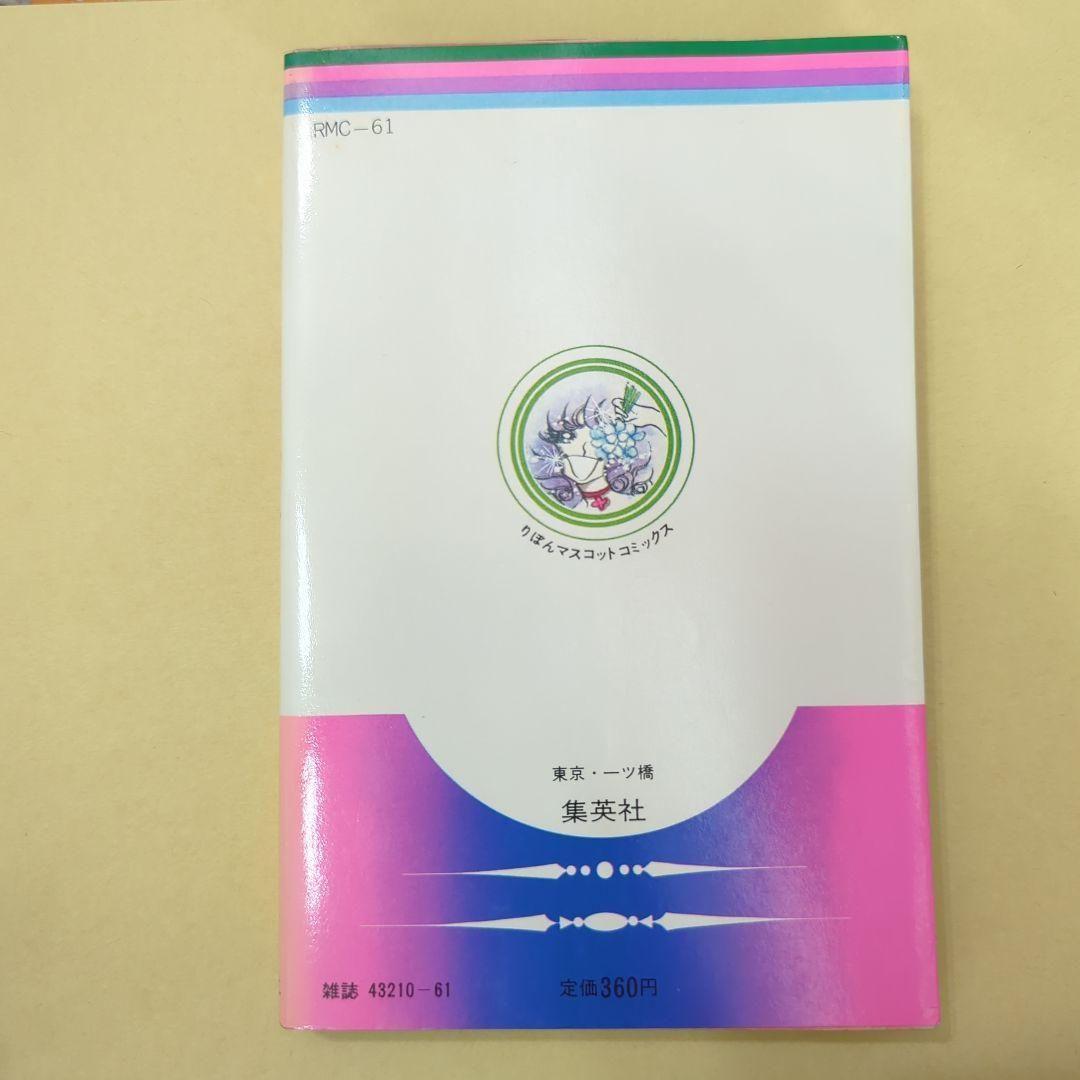 RMC-61
りぼんマスコットコミックス
東京・一ツ橋
集英社
雑誌 43210-61
定価360円